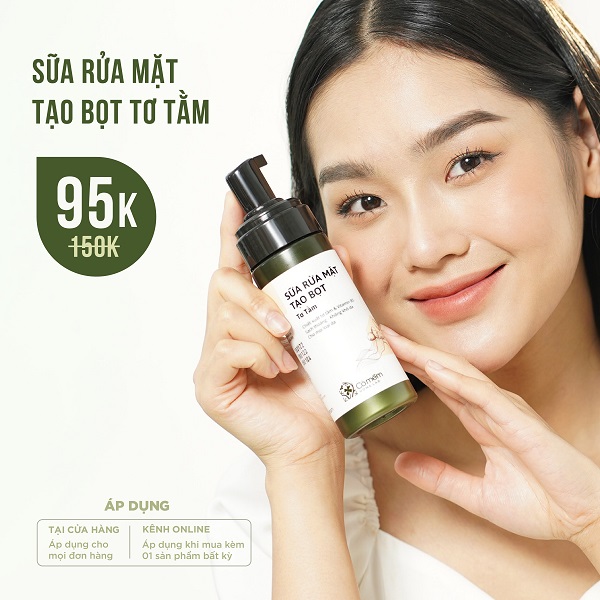 SỮA RỬA MẶT
TẠO BỌT TƠ TẰM
95K
150K
SỮA RỬA MẶT
TẠO BỌT
Tơ Tằm
Cỏ mềm
ÁP DỤNG
TẠI CỬA HÀNG
Áp dụng cho
mọi đơn hàng
KÊNH ONLINE
Áp dụng khi mua kèm
01 sản phẩm bất kỳ